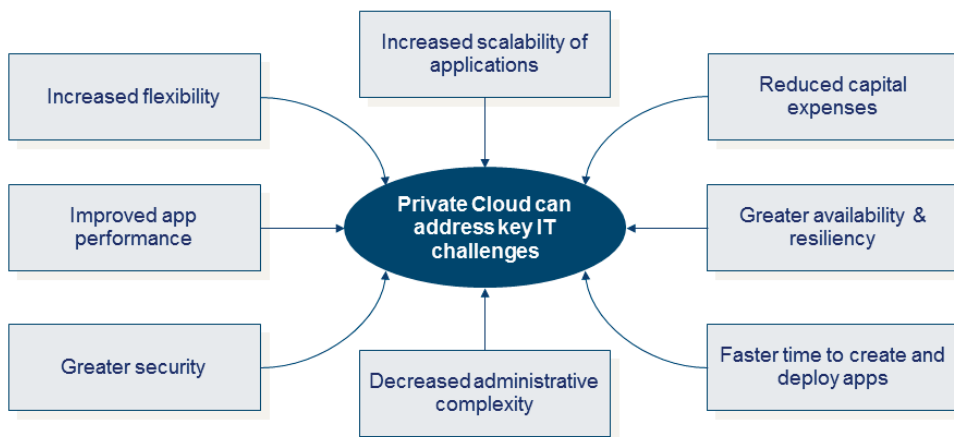 Increased scalability of
applications
Increased flexibility
Reduced capital
expenses
Private Cloud can
address key IT
challenges
Improved app
performance
Greater availability &
resiliency
Greater security
Decreased administrative
complexity
Faster time to create and
deploy apps